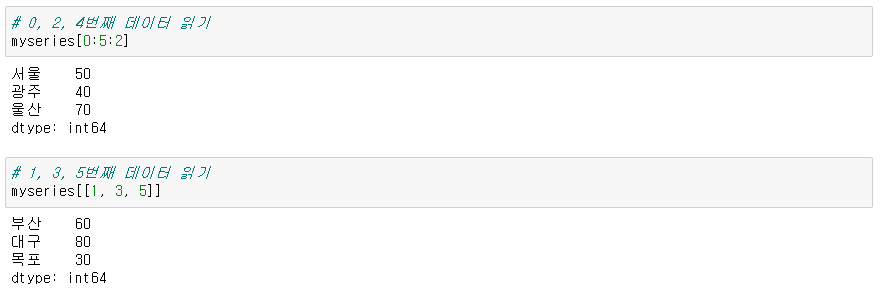 # 0, 2, 4번째 데이터 읽기
myseries[0:5:2]
서울    50
광주    40
울산    70
dtype: int64
# 1, 3, 5번째 데이터 읽기
myseries[[1, 3, 5]]
부산    60
대구    80
목포    30
dtype: int64